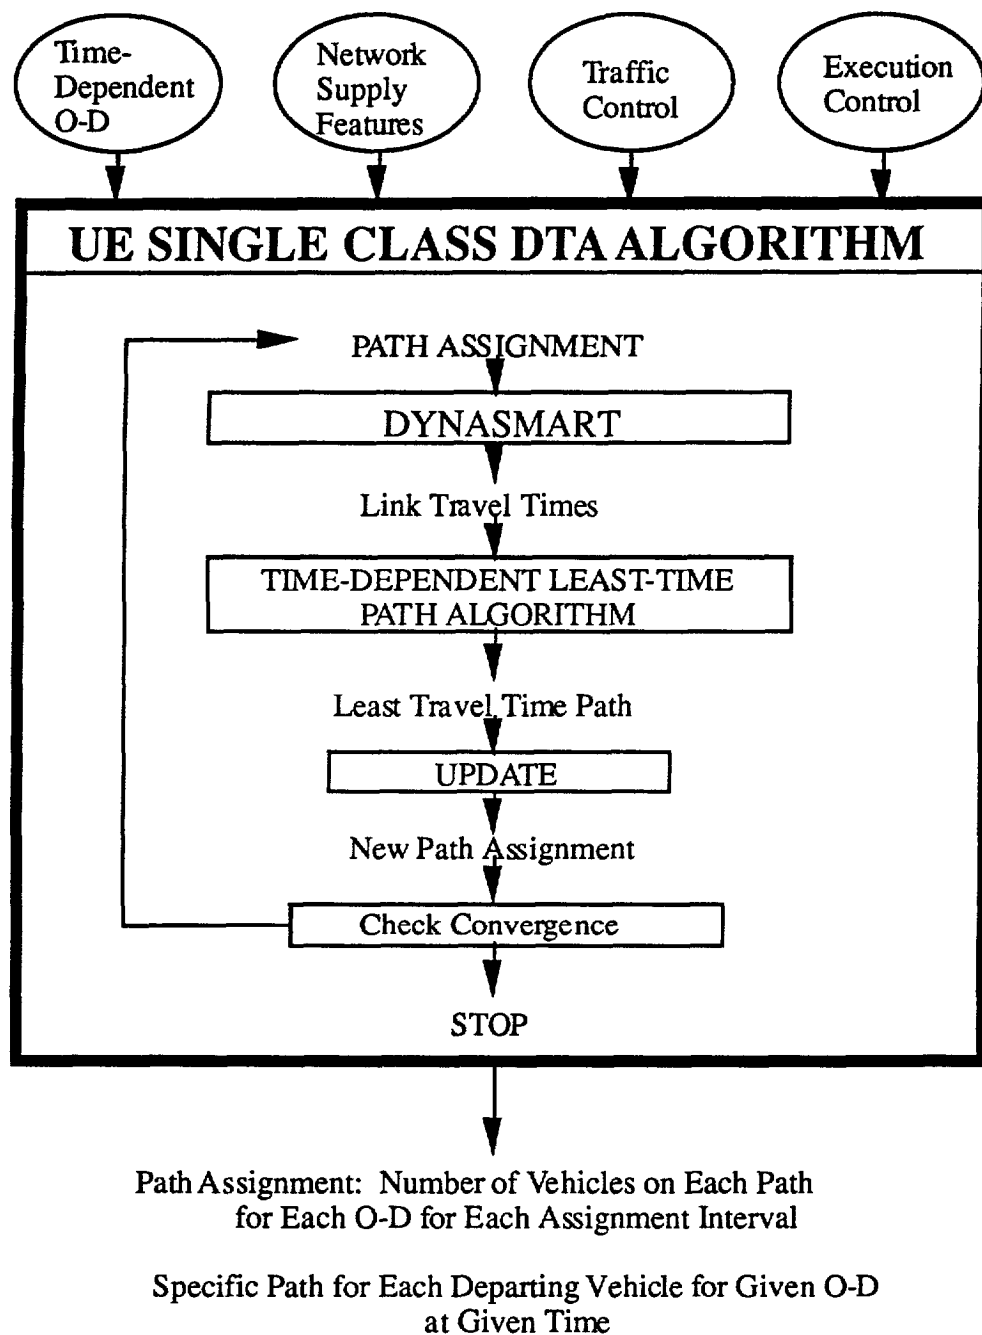 Time-
Dependent
O-D
Network
Supply
Features
Traffic
Control
Execution
Control
UE SINGLE CLASS DTA ALGORITHM
PATH ASSIGNMENT
DYNASMART
Link Travel Times
TIME-DEPENDENT LEAST-TIME
PATH ALGORITHM
Least Travel Time Path
UPDATE
New Path Assignment
Check Convergence
STOP
Path Assignment: Number of Vehicles on Each Path
for Each O-D for Each Assignment Interval
Specific Path for Each Departing Vehicle for Given O-D
at Given Time